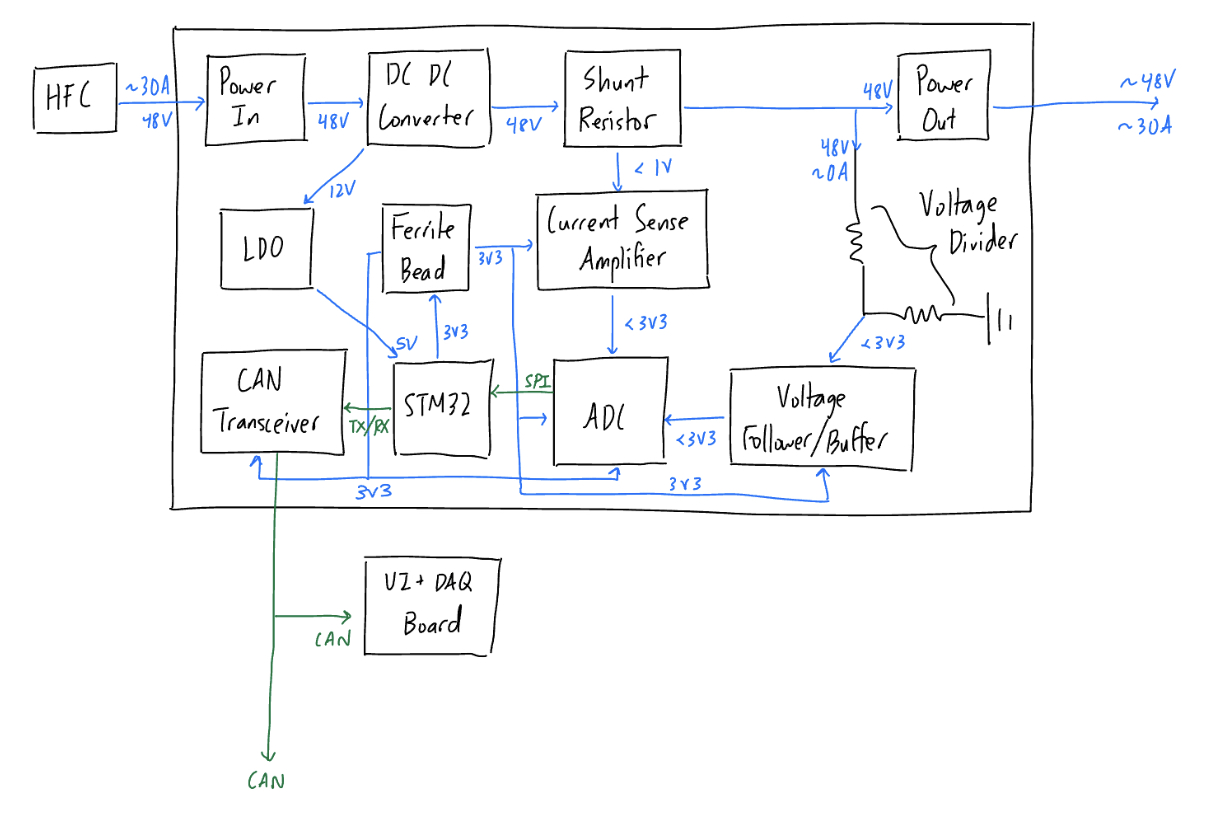 HFC
~30A
48V
Power
In
48V
DC DC
Converter
48V
Shunt
Resistor
48V
Power
Out
~48V
~30A
12V
< 1V
48V
~0A
Voltage
Divider
LDO
Ferrite
Bead
3V3
Current Sense
Amplifier
5V
3V3
<3V3
<3V3
CAN
Transceiver
TX/RX
STM32
SPI
ADC
<3V3
Voltage
Follower/Buffer
3V3
3V3
UI + DAQ
Board
CAN
CAN